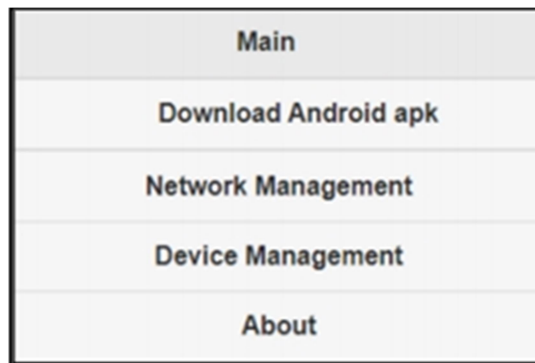 Main
Download Android apk
Network Management
Device Management
About